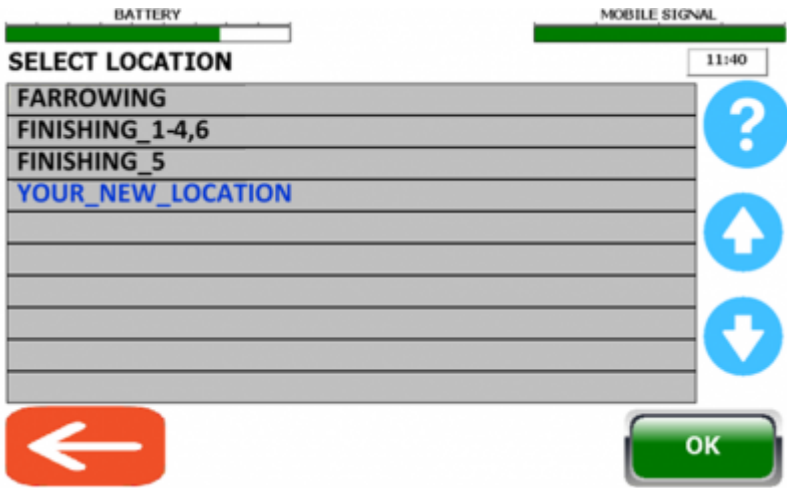 BATTERY MOBILE SIGNAL
SELECT LOCATION 11:40
FARROWING
FINISHING_1-4,6
FINISHING_5
YOUR_NEW_LOCATION
?
OK